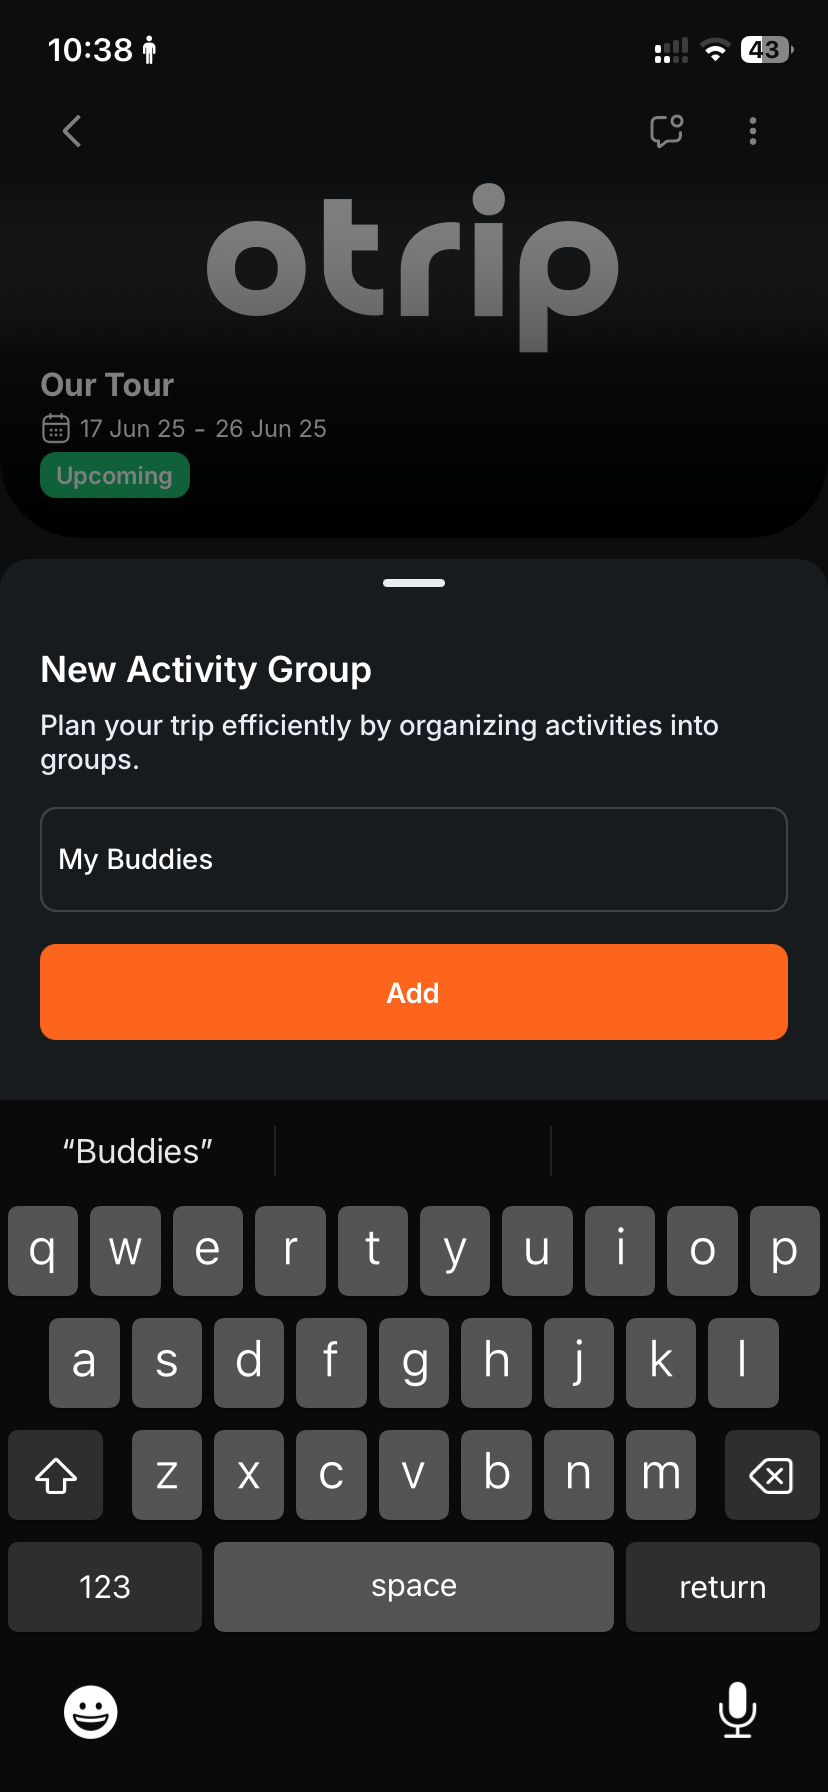 10:38
43
otrip
Our Tour
17 Jun 25 - 26 Jun 25
Upcoming
New Activity Group
Plan your trip efficiently by organizing activities into
groups.
My Buddies
Add
“Buddies”
q w e r t y u i o p
a s d f g h j k l
z x c v b n m
123 space return